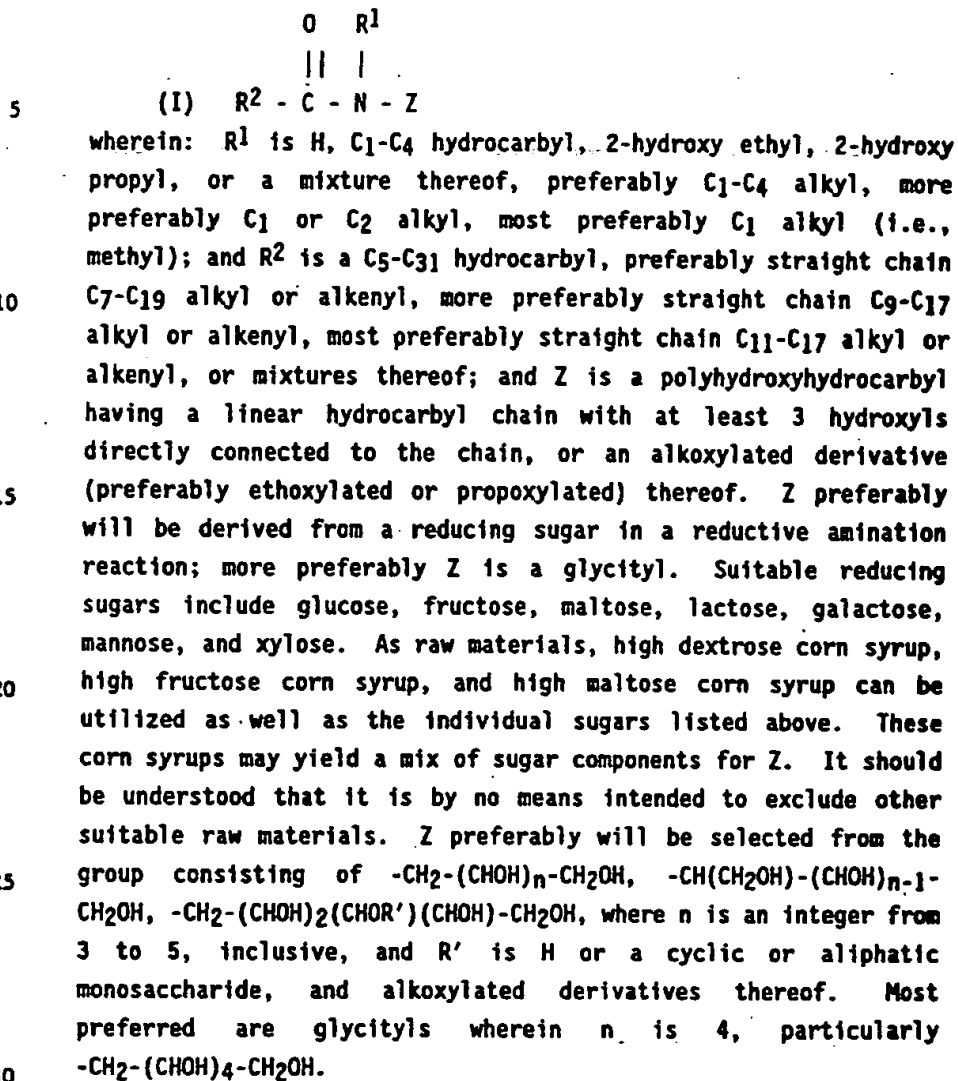 O R1
|| |
5 (I) R2 - C - N - Z
wherein: R1 is H, C1-C4 hydrocarbyl, 2-hydroxy ethyl, 2-hydroxy
propyl, or a mixture thereof, preferably C1-C4 alkyl, more
preferably C1 or C2 alkyl, most preferably C1 alkyl (i.e.,
methyl); and R2 is a C5-C31 hydrocarbyl, preferably straight chain
10 C7-C19 alkyl or alkenyl, more preferably straight chain C9-C17
alkyl or alkenyl, most preferably straight chain C11-C17 alkyl or
alkenyl, or mixtures thereof; and Z is a polyhydroxyhydrocarbyl
having a linear hydrocarbyl chain with at least 3 hydroxyls
directly connected to the chain, or an alkoxylated derivative
15 (preferably ethoxylated or propoxylated) thereof. Z preferably
will be derived from a reducing sugar in a reductive amination
reaction; more preferably Z is a glycityl. Suitable reducing
sugars include glucose, fructose, maltose, lactose, galactose,
mannose, and xylose. As raw materials, high dextrose corn syrup,
20 high fructose corn syrup, and high maltose corn syrup can be
utilized as well as the individual sugars listed above. These
corn syrups may yield a mix of sugar components for Z. It should
be understood that it is by no means intended to exclude other
suitable raw materials. Z preferably will be selected from the
25 group consisting of -CH2-(CHOH)n-CH2OH, -CH(CH2OH)-(CHOH)n-1-
CH2OH, -CH2-(CHOH)2(CHOR')(CHOH)-CH2OH, where n is an integer from
3 to 5, inclusive, and R' is H or a cyclic or aliphatic
monosaccharide, and alkoxylated derivatives thereof. Most
preferred are glycityls wherein n is 4, particularly
30 -CH2-(CHOH)4-CH2OH.